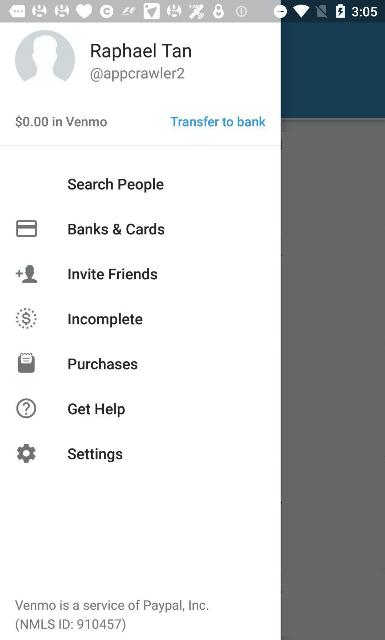 3:05
Raphael Tan
@appcrawler2
$0.00 in Venmo
Transfer to bank
Search People
Banks & Cards
Invite Friends
Incomplete
Purchases
Get Help
Settings
Venmo is a service of Paypal, Inc.
(NMLS ID: 910457)